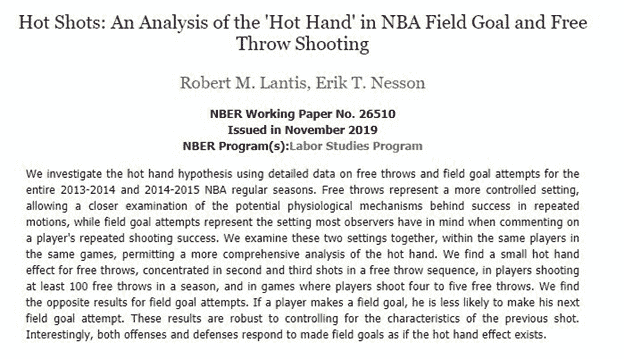 Hot Shots: An Analysis of the 'Hot Hand' in NBA Field Goal and Free
Throw Shooting
Robert M. Lantis, Erik T. Nesson
NBER Working Paper No. 26510
Issued in November 2019
NBER Program(s):Labor Studies Program
We investigate the hot hand hypothesis using detailed data on free throws and field goal attempts for the
entire 2013-2014 and 2014-2015 NBA regular seasons. Free throws represent a more controlled setting,
allowing a closer examination of the potential physiological mechanisms behind success in repeated
motions, while field goal attempts represent the setting most observers have in mind when commenting on
a player's repeated shooting success. We examine these two settings together, within the same players in
the same games, permitting a more comprehensive analysis of the hot hand. We find a small hot hand
effect for free throws, concentrated in second and third shots in a free throw sequence, in players shooting
at least 100 free throws in a season, and in games where players shoot four to five free throws. We find
the opposite results for field goal attempts. If a player makes a field goal, he is less likely to make his next
field goal attempt. These results are robust to controlling for the characteristics of the previous shot.
Interestingly, both offenses and defenses respond to made field goals as if the hot hand effect exists.